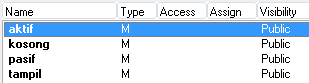 Name Type Access Assign Visibility
aktif M Public
kosong M Public
pasif M Public
tampil M Public